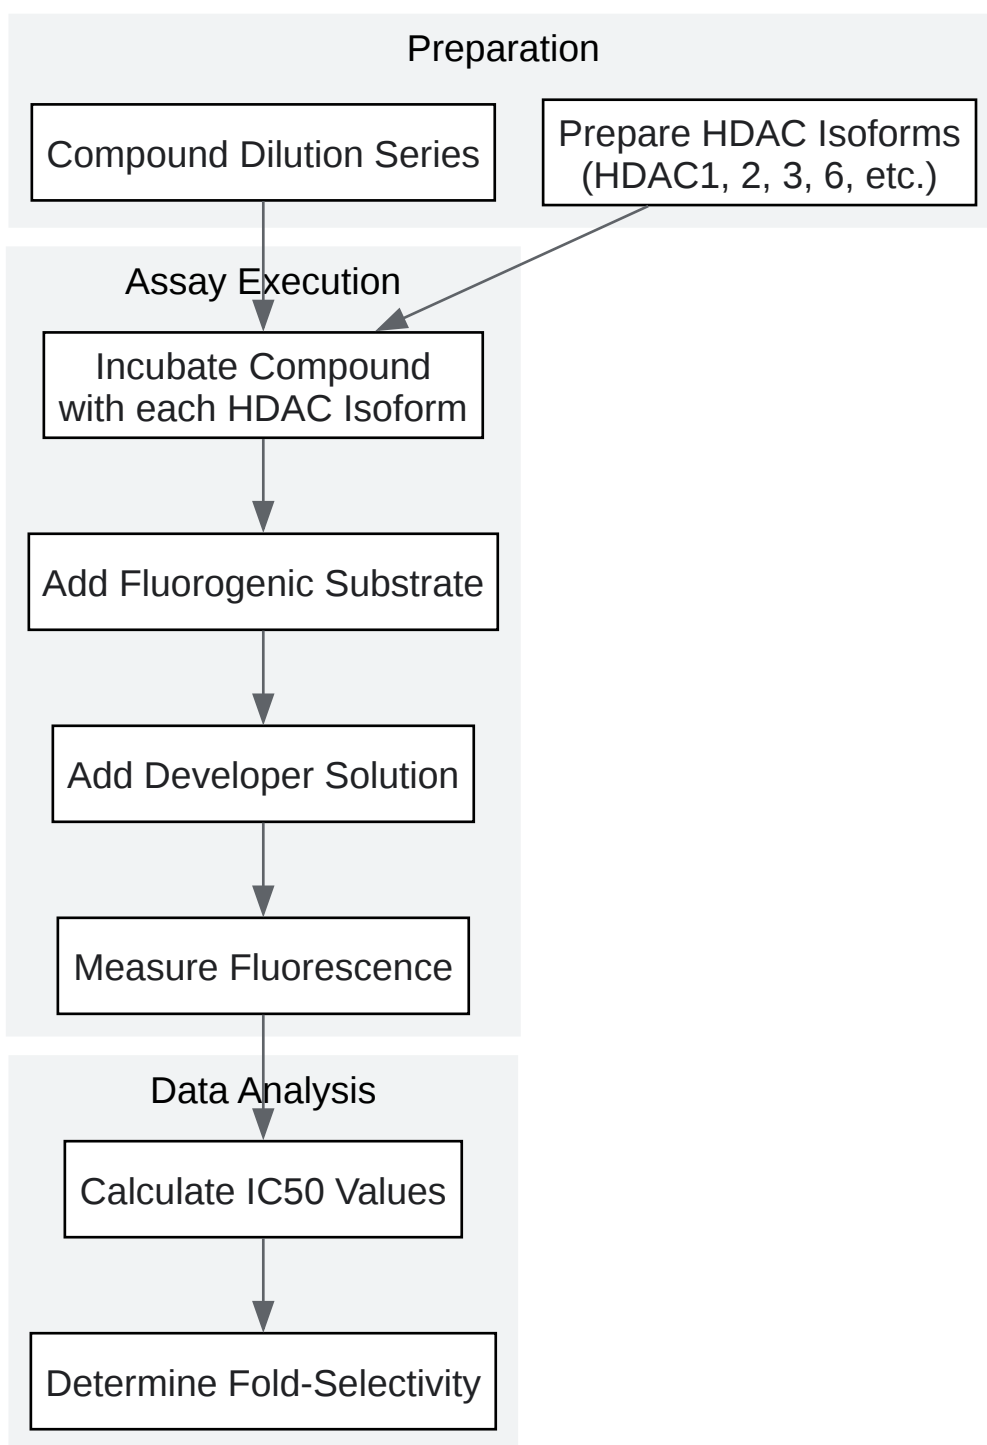 Preparation
Compound Dilution Series
Prepare HDAC Isoforms
(HDAC1, 2, 3, 6, etc.)
Assay Execution
Incubate Compound
with each HDAC Isoform
Add Fluorogenic Substrate
Add Developer Solution
Measure Fluorescence
Data Analysis
Calculate IC50 Values
Determine Fold-Selectivity